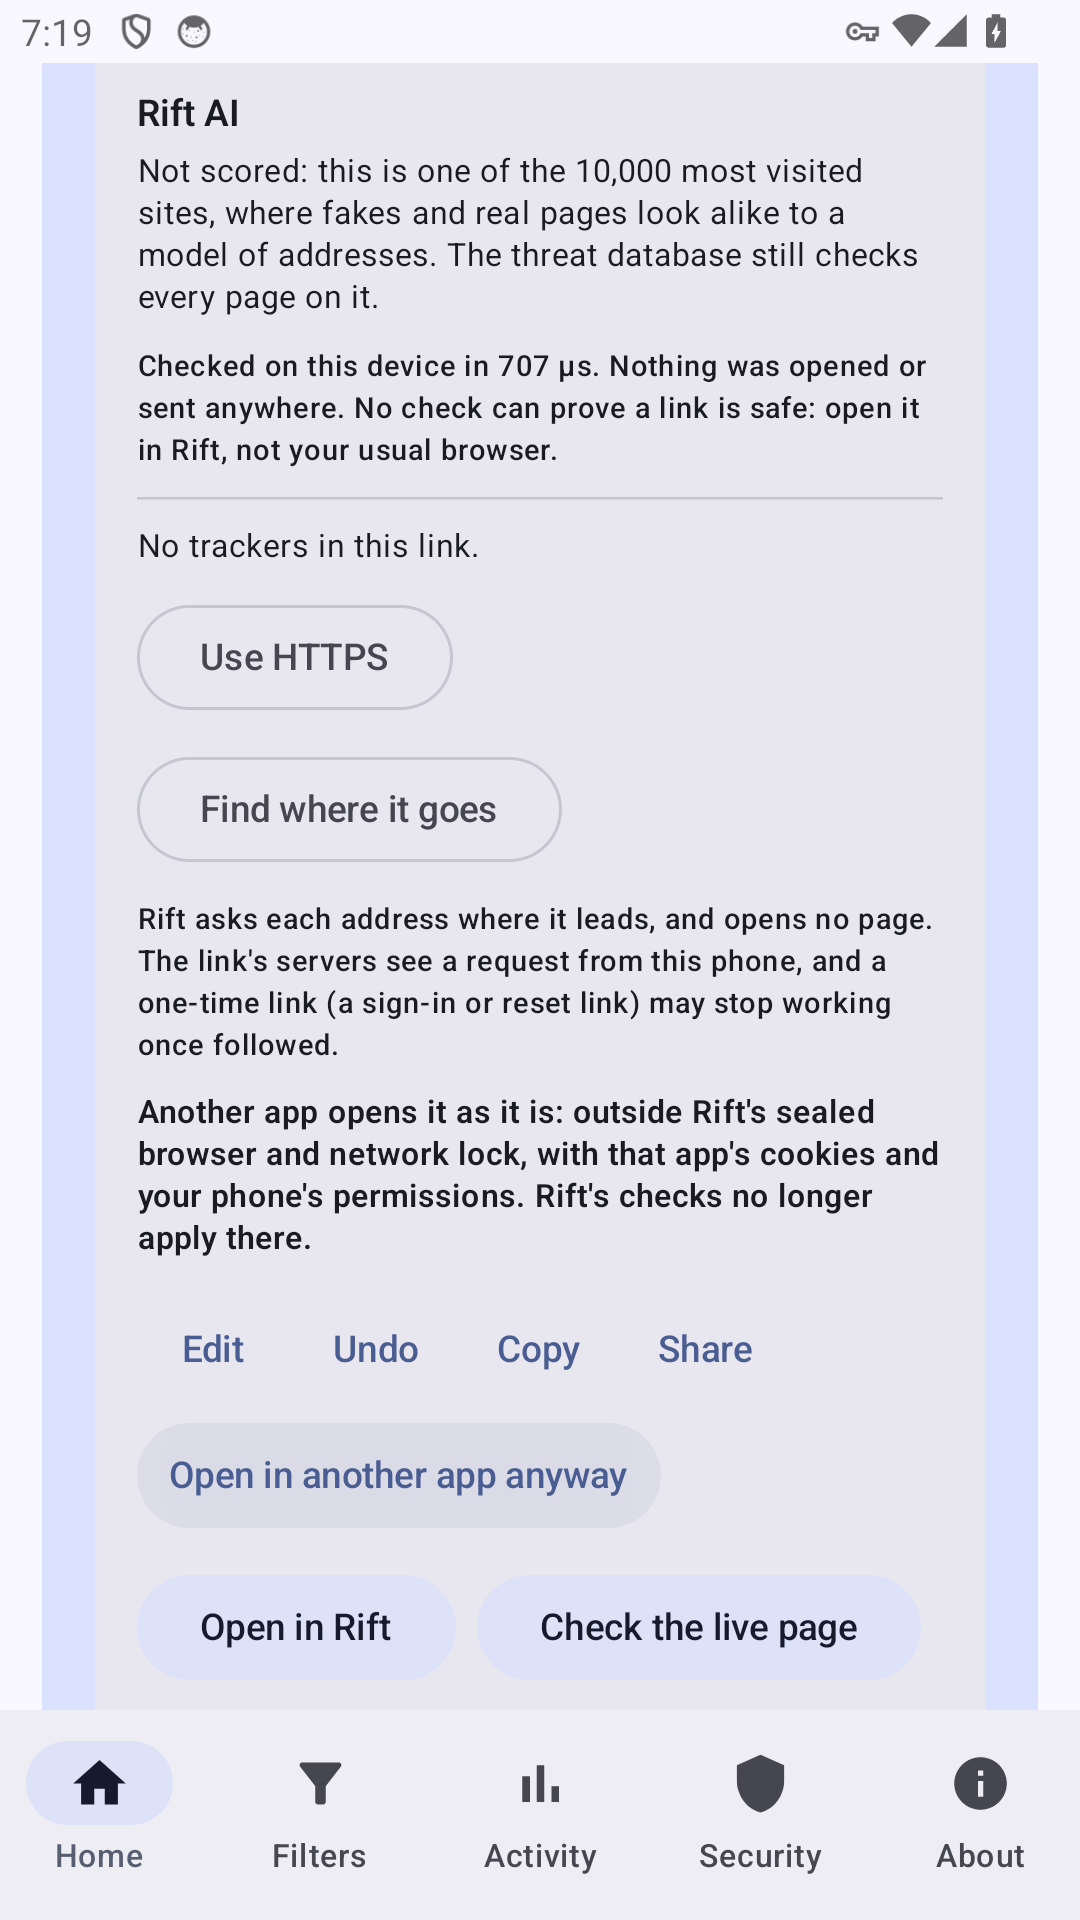 7:19
Rift AI
Not scored: this is one of the 10,000 most visited
sites, where fakes and real pages look alike to a
model of addresses. The threat database still checks
every page on it.
Checked on this device in 707 µs. Nothing was opened or
sent anywhere. No check can prove a link is safe: open it
in Rift, not your usual browser.
No trackers in this link.
Use HTTPS
Find where it goes
Rift asks each address where it leads, and opens no page.
The link's servers see a request from this phone, and a
one-time link (a sign-in or reset link) may stop working
once followed.
Another app opens it as it is: outside Rift's sealed
browser and network lock, with that app's cookies and
your phone's permissions. Rift's checks no longer
apply there.
Edit Undo Copy Share
Open in another app anyway
Open in Rift Check the live page
Home Filters Activity Security About